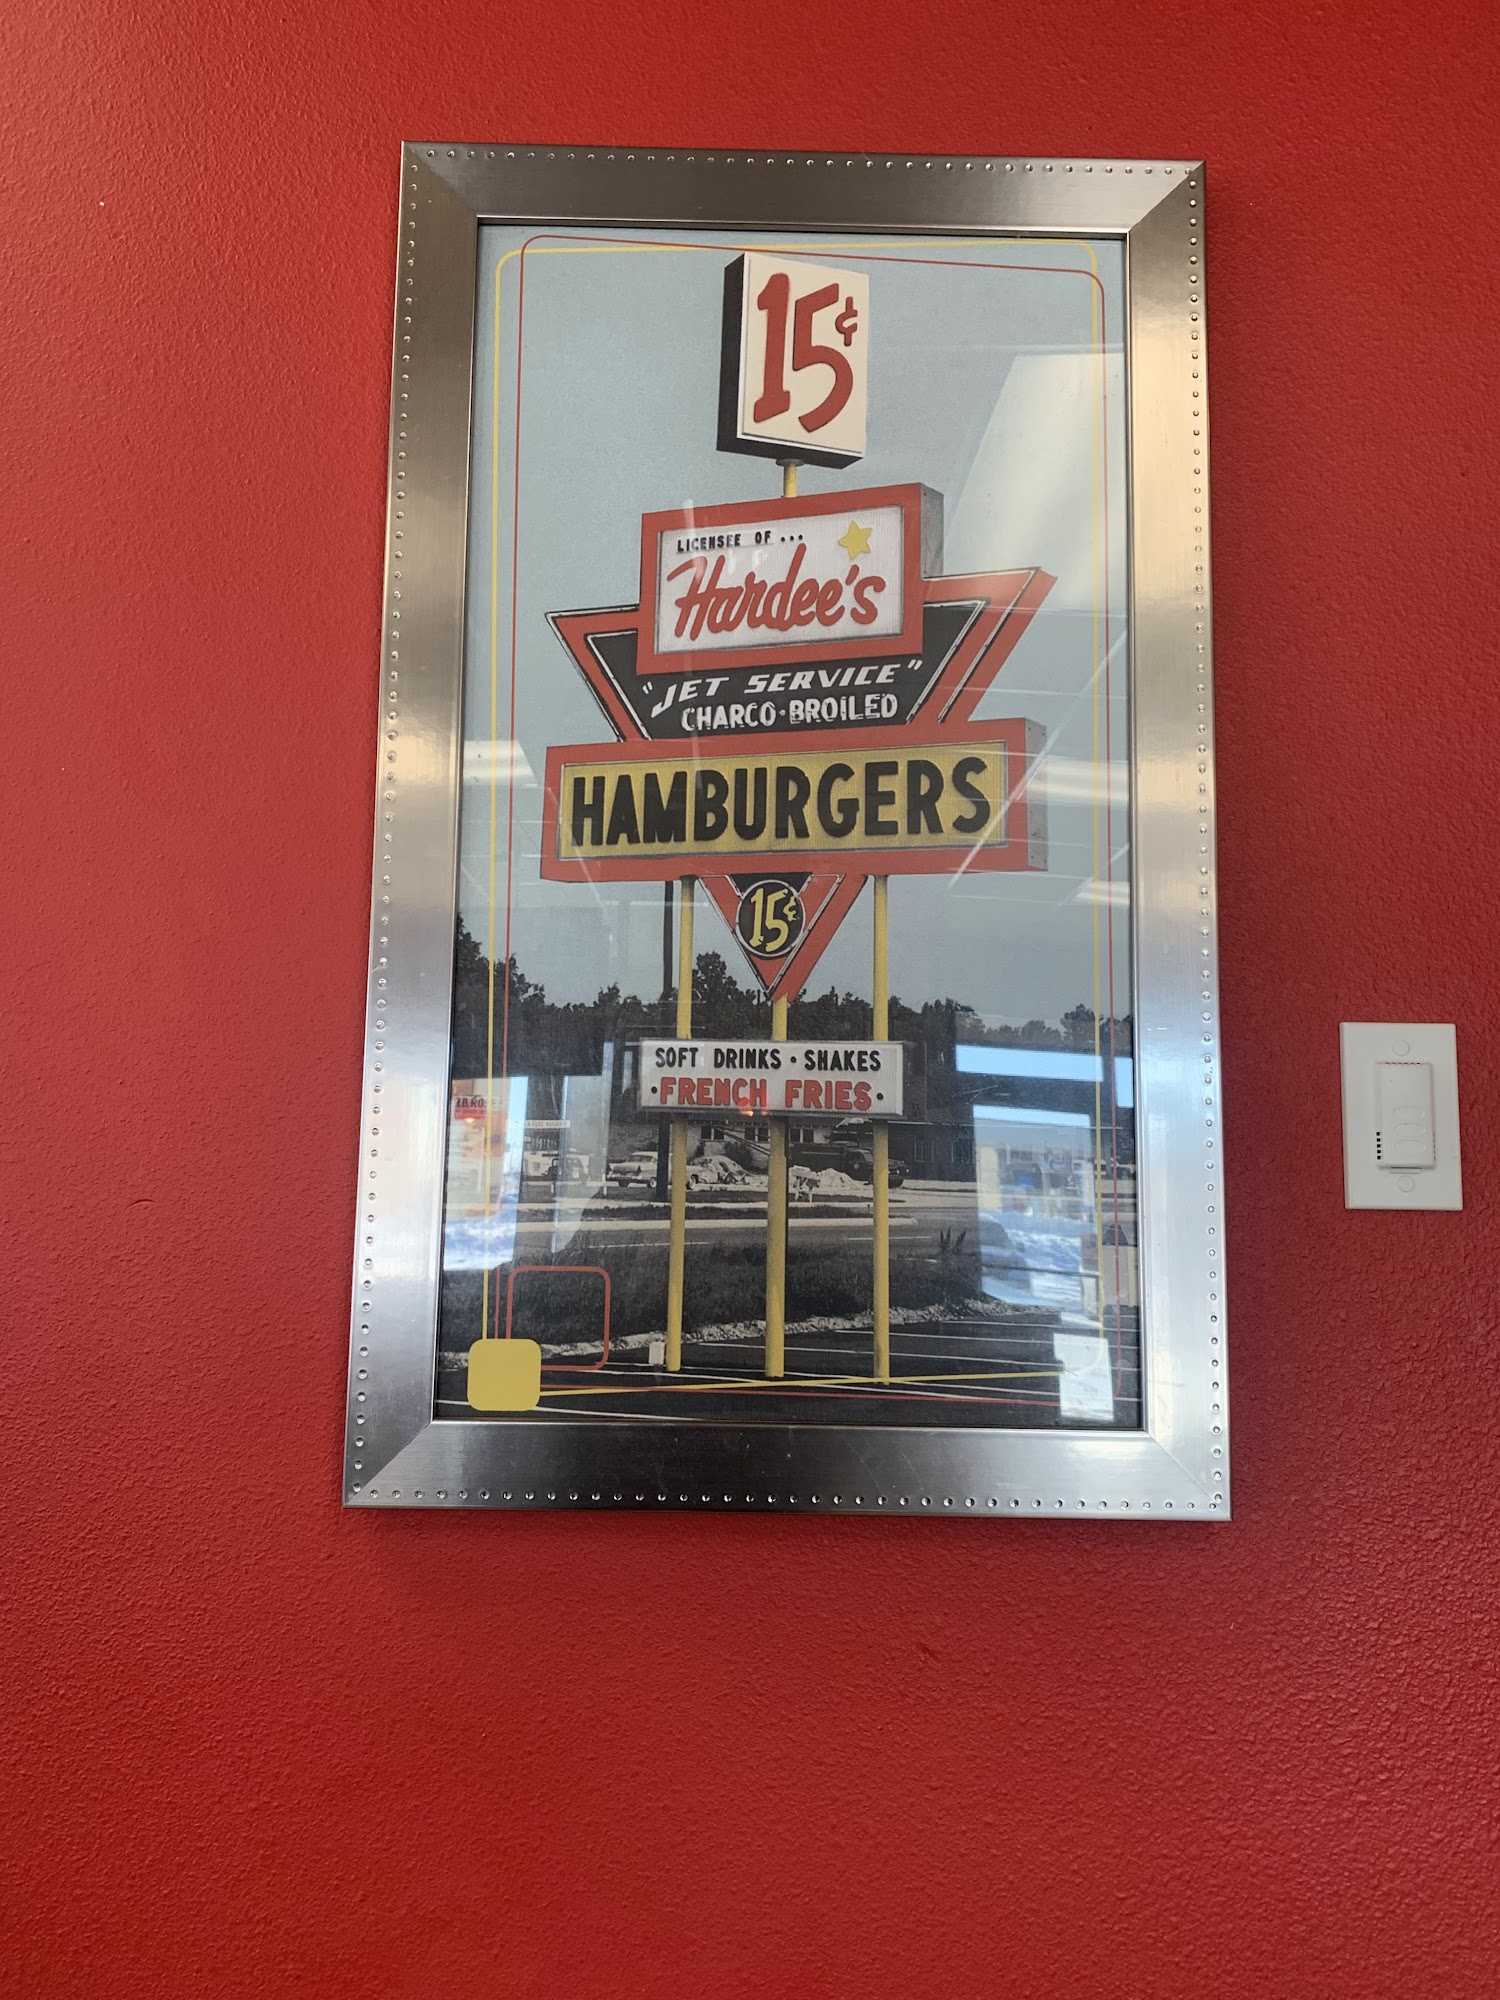 15¢
LICENSEE OF ...
Hardee's
"JET SERVICE"
CHARCO-BROILED
HAMBURGERS
15¢
SOFT DRINKS • SHAKES
•FRENCH FRIES•